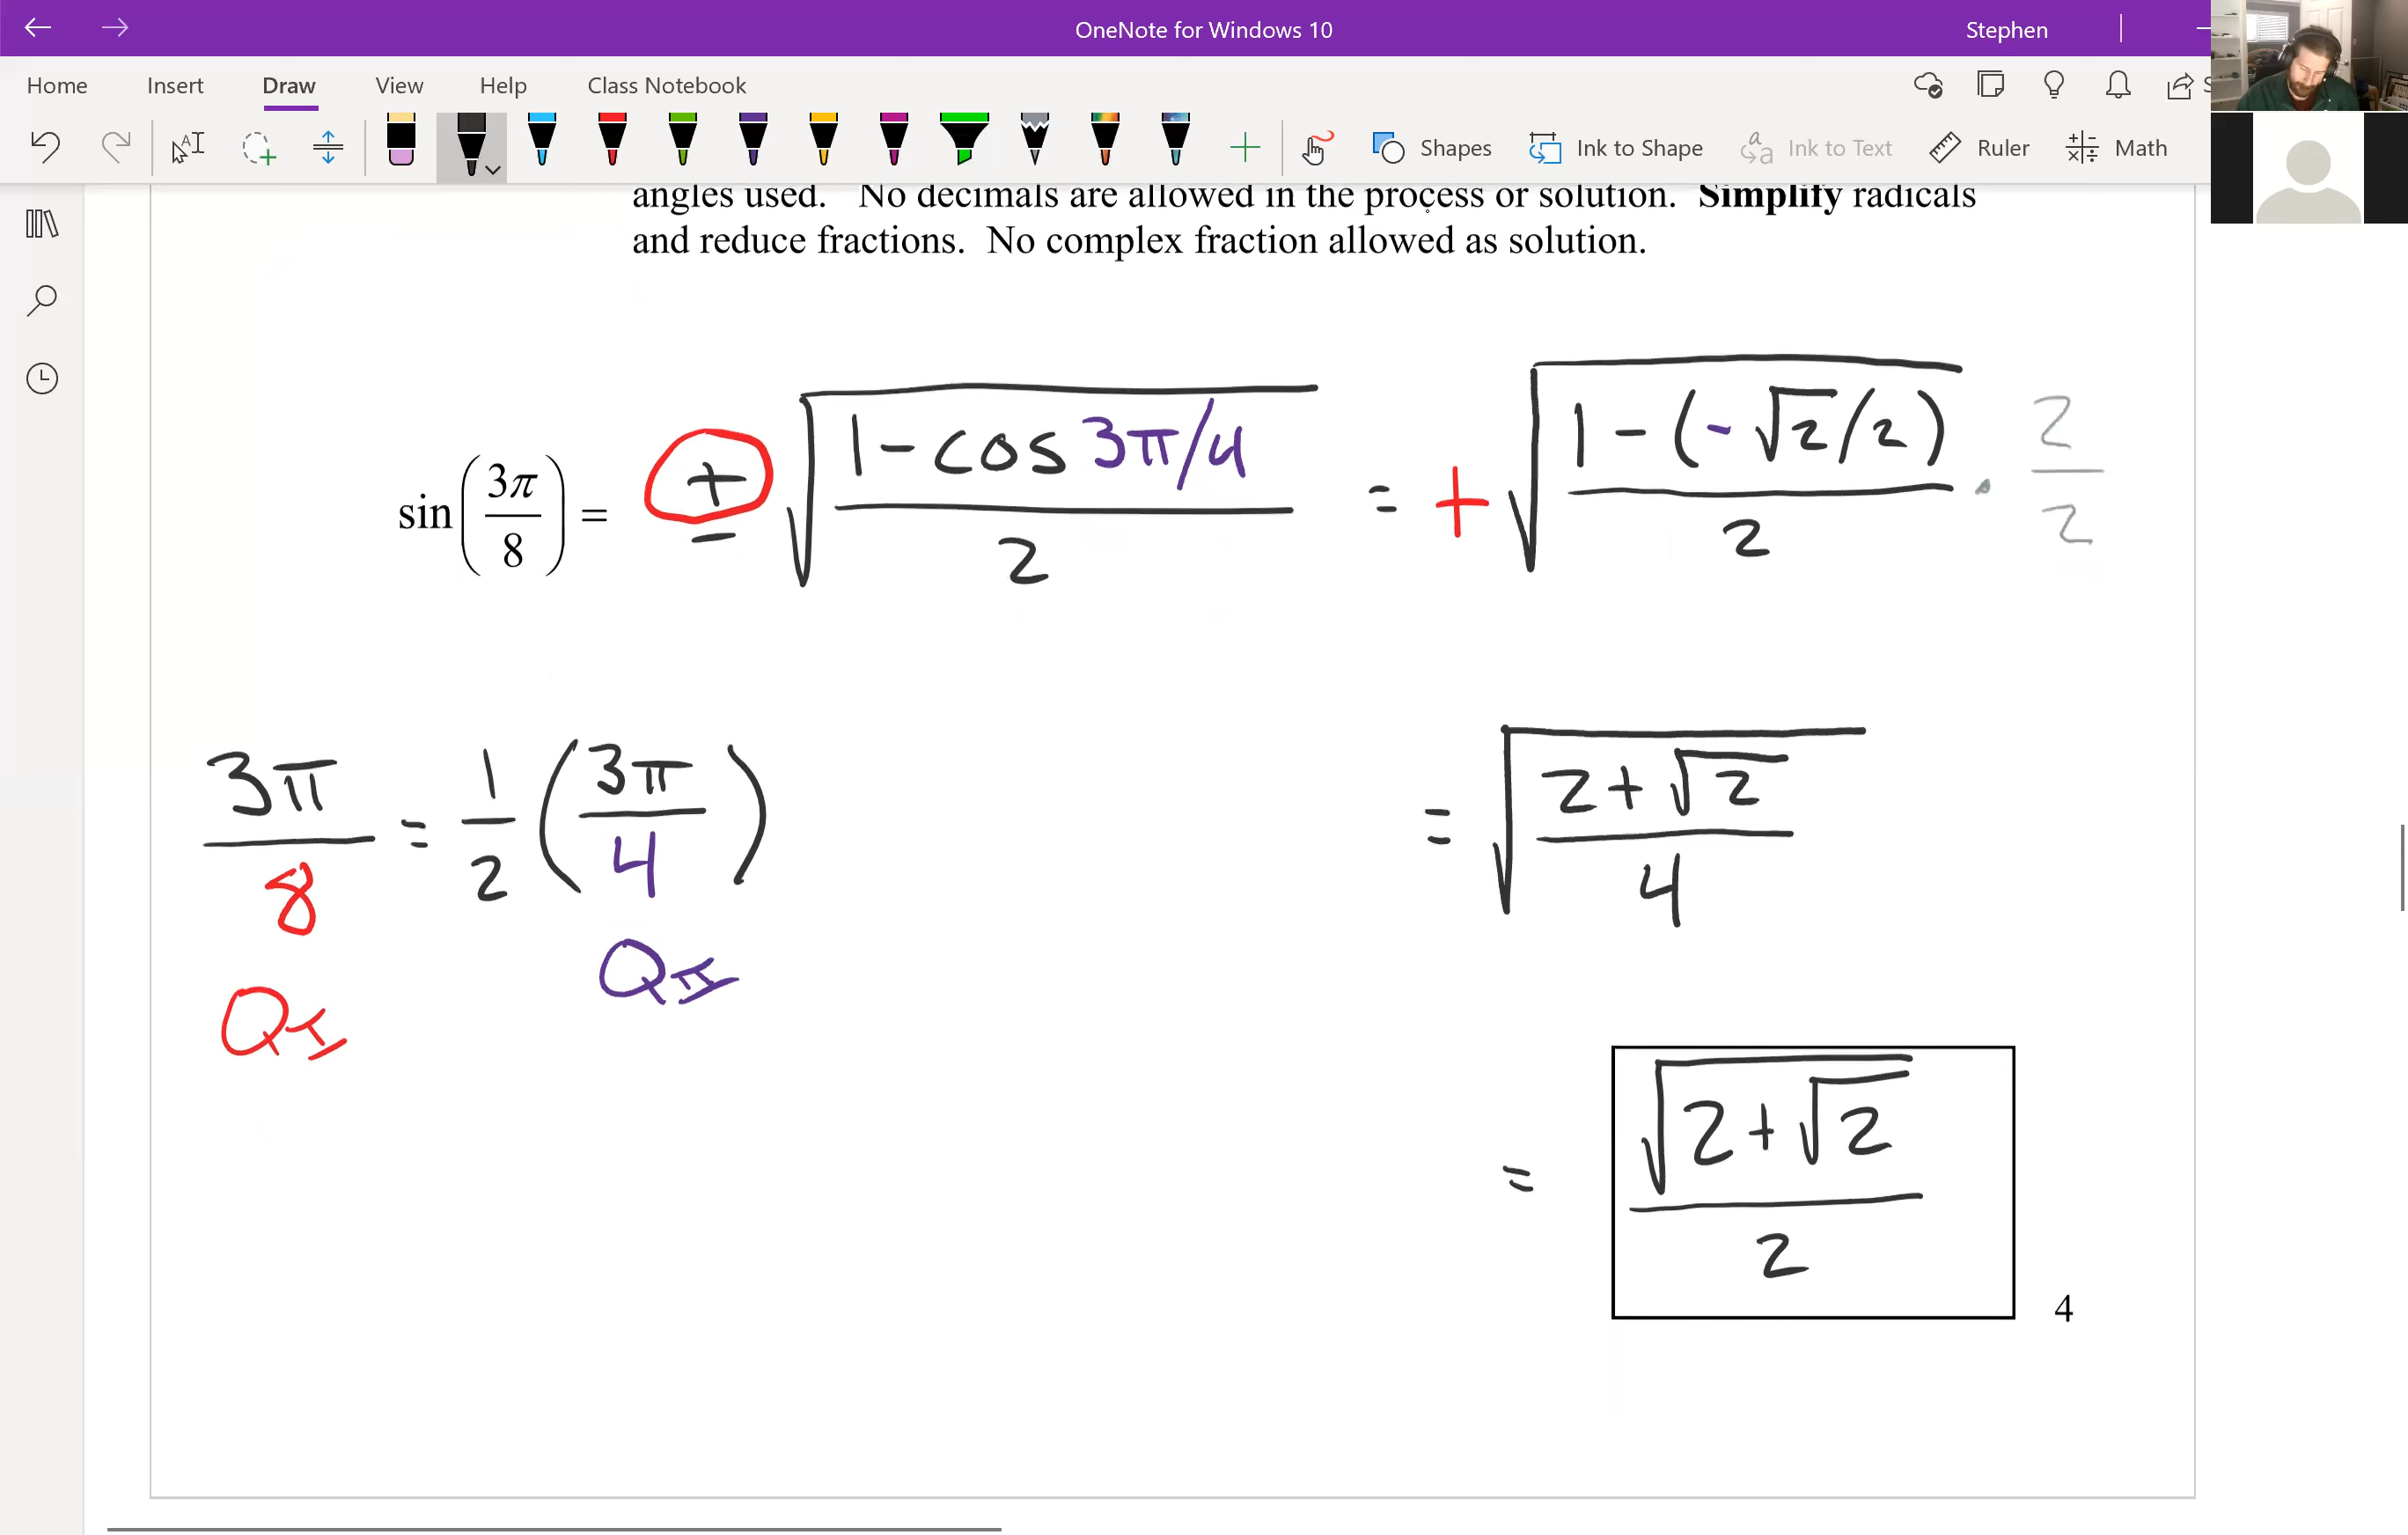 OneNote for Windows 10
Stephen
Home Insert Draw View Help Class Notebook
Shapes Ink to Shape Ink to Text Ruler Math
angles used. No decimals are allowed in the process or solution. Simplify radicals
and reduce fractions. No complex fraction allowed as solution.
sin(3π/8) = ± √((1 - cos 3π/4)/2) = + √((1 - (-√2/2))/2) · 2/2
3π/8 = 1/2 (3π/4)
= √((2 + √2)/4)
QII
QI
= √(2 + √2)/2
4